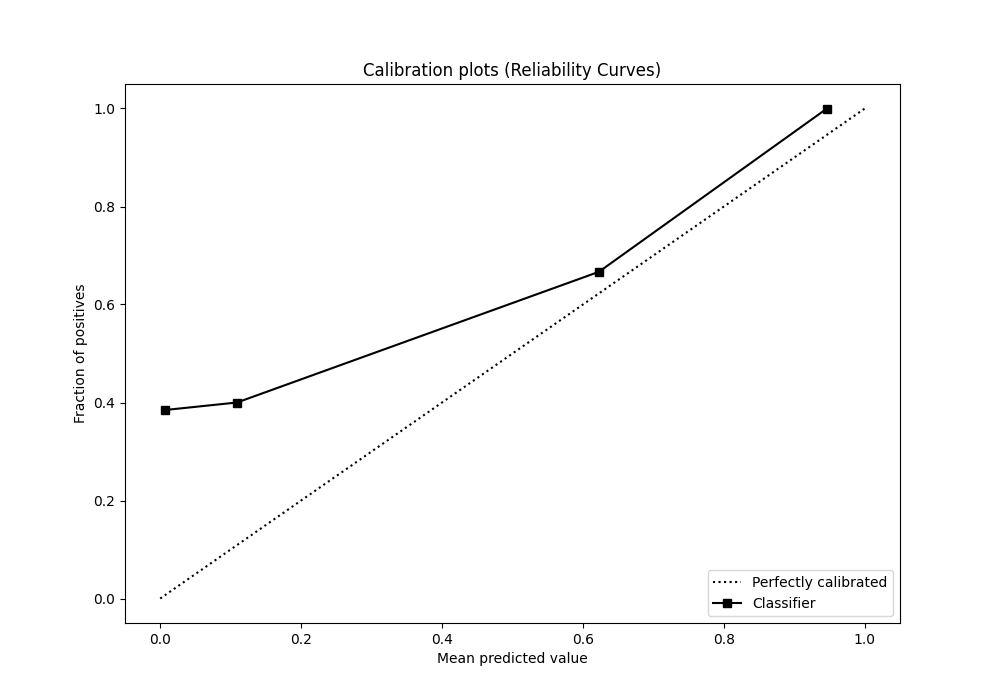 Calibration plots (Reliability Curves)
1.0
0.8
0.6
0.4
0.2
0.0
Fraction of positives
0.0 0.2 0.4 0.6 0.8 1.0
Mean predicted value
Perfectly calibrated
Classifier